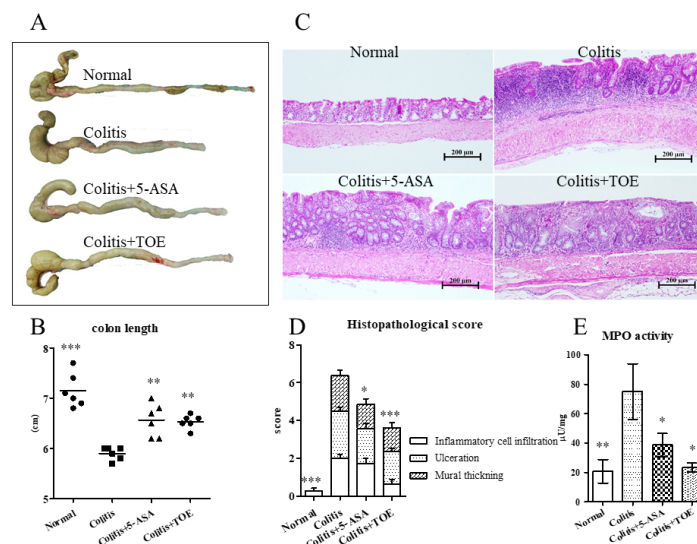 A
Normal
Colitis
Colitis+5-ASA
Colitis+TOE
C
Normal
Colitis
200 μm
200 μm
Colitis+5-ASA
Colitis+TOE
200 μm
200 μm
B
colon length
(cm)
8
7
6
5
***
**
**
Normal
Colitis
Colitis+5-ASA
Colitis+TOE
D
Histopathological score
score
8
6
4
2
0
***
*
***
Normal
Colitis
Colitis+5-ASA
Colitis+TOE
Inflammatory cell infiltration
Ulceration
Mural thickning
E
MPO activity
μU/mg
100
80
60
40
20
0
**
*
*
Normal
Colitis
Colitis+5-ASA
Colitis+TOE